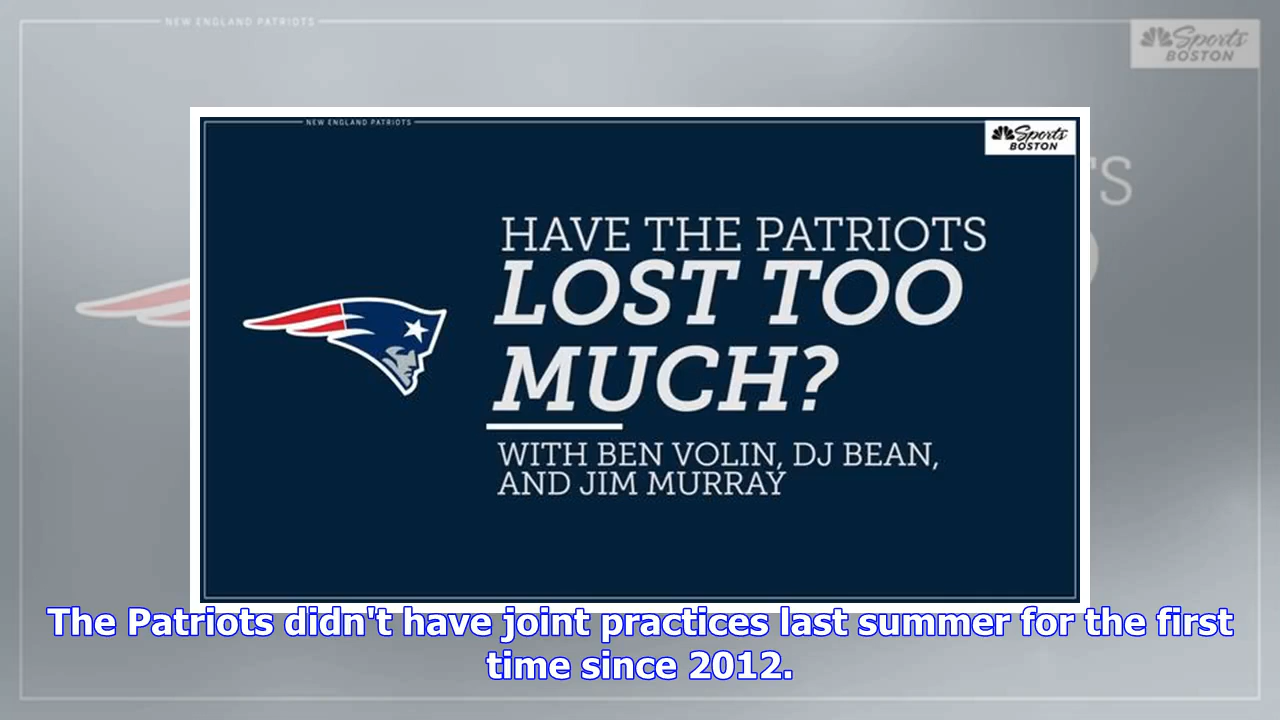 NEW ENGLAND PATRIOTS
Sports
BOSTON
NEW ENGLAND PATRIOTS
Sports
BOSTON
TS
HAVE THE PATRIOTS
LOST TOO
MUCH?
WITH BEN VOLIN, DJ BEAN,
AND JIM MURRAY
The Patriots didn't have joint practices last summer for the first
time since 2012.